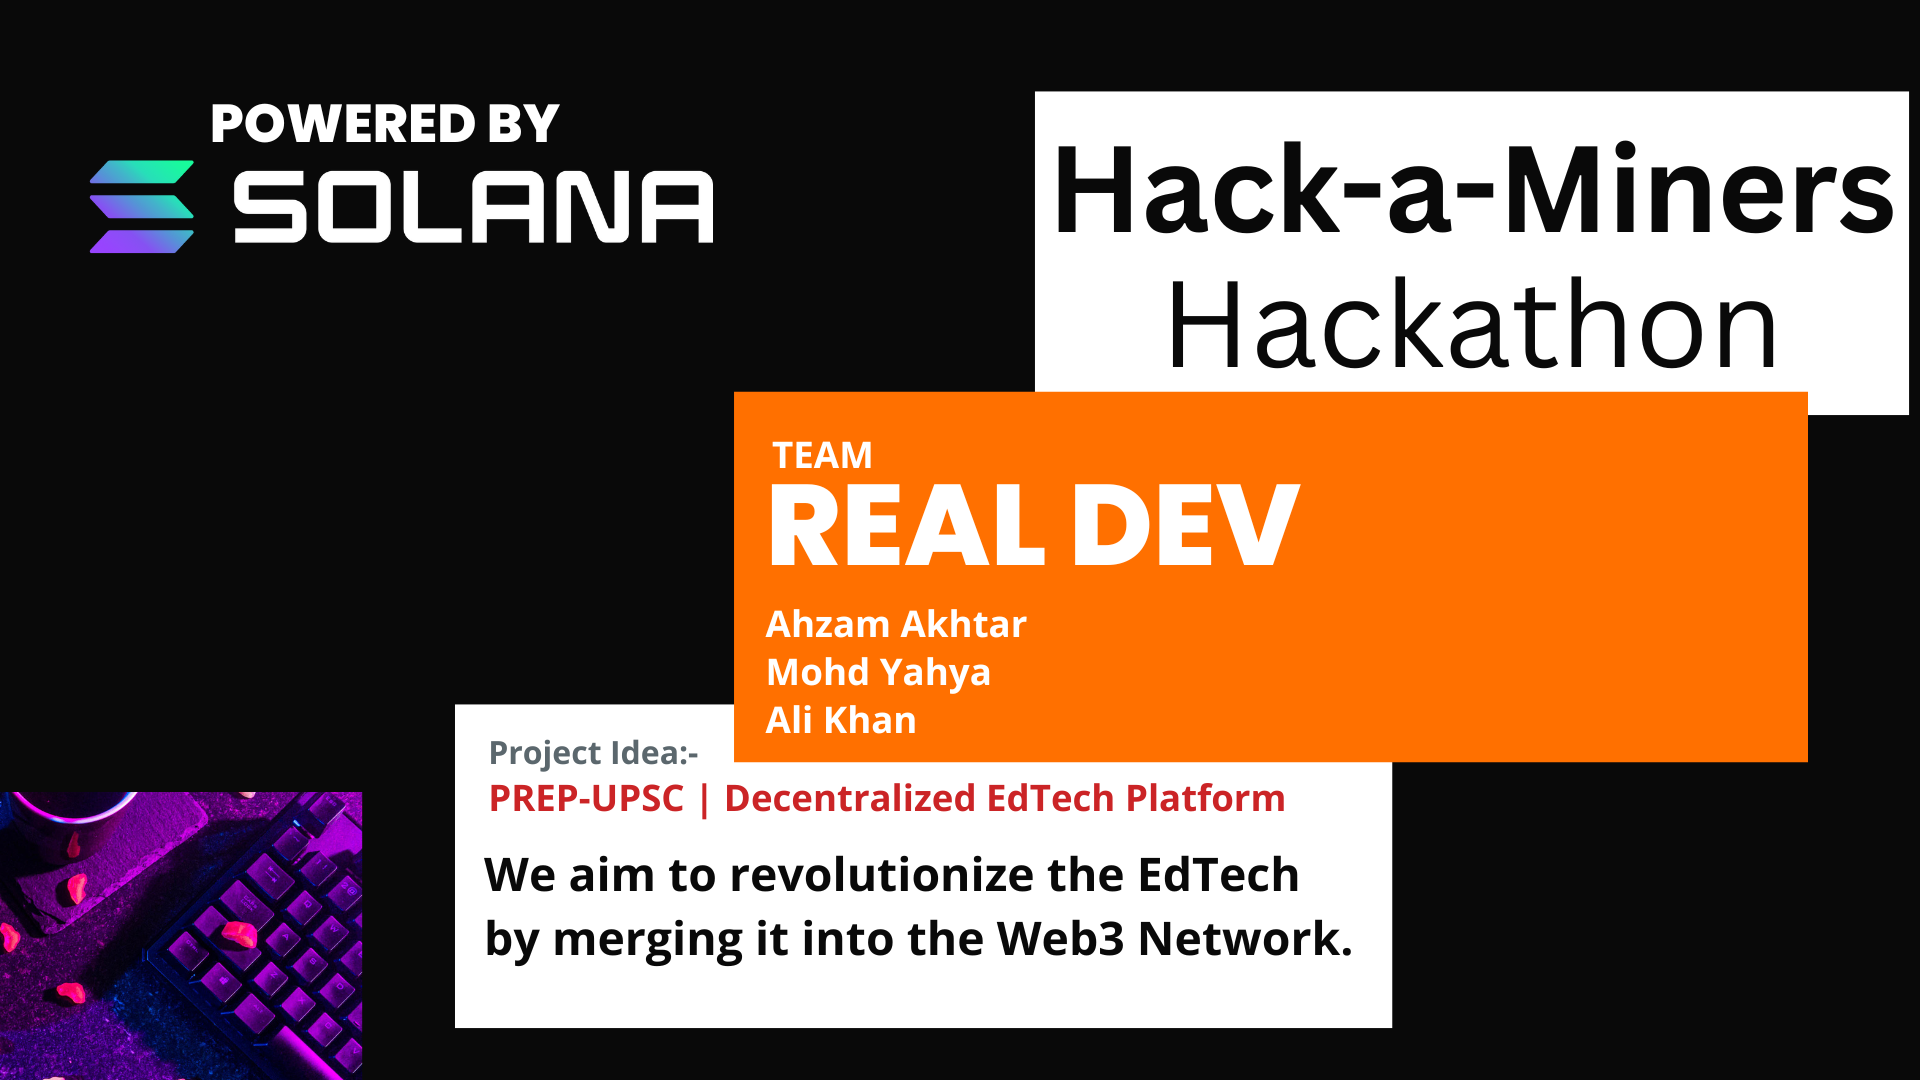 POWERED BY
SOLANA
Hack-a-Miners
Hackathon
TEAM
REAL DEV
Ahzam Akhtar
Mohd Yahya
Ali Khan
Project Idea:-
PREP-UPSC | Decentralized EdTech Platform
We aim to revolutionize the EdTech
by merging it into the Web3 Network.